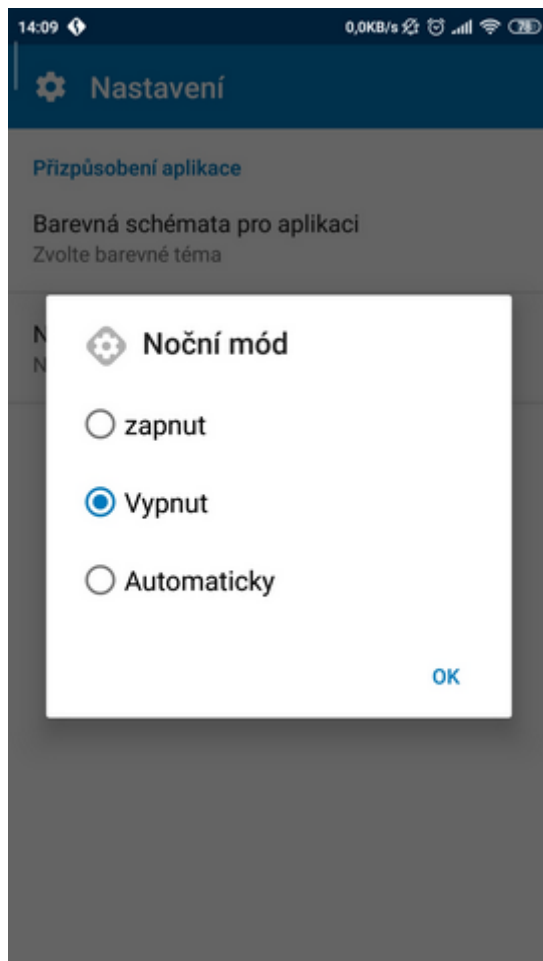 14:09 0,0KB/s 78
Nastavení
Přizpůsobení aplikace
Barevná schémata pro aplikaci
Zvolte barevné téma
N
N
Noční mód
zapnut
Vypnut
Automaticky
OK